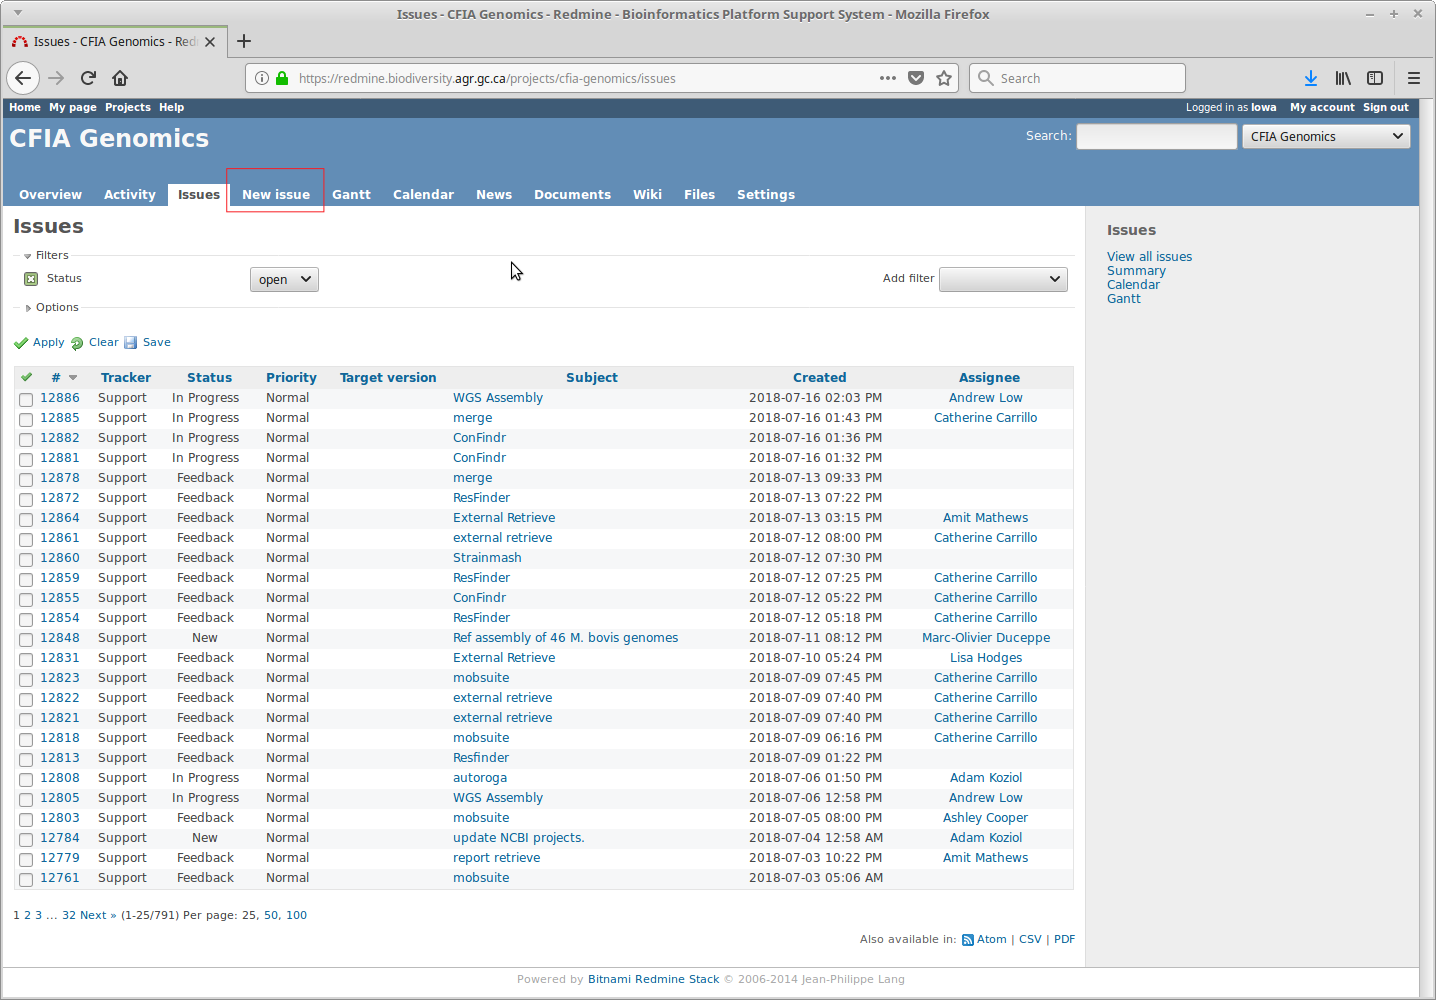 Issues - CFIA Genomics - Redmine - Bioinformatics Platform Support System - Mozilla Firefox
Issues - CFIA Genomics - Red
https://redmine.biodiversity.agr.gc.ca/projects/cfia-genomics/issues
Search
Home My page Projects Help
Logged in as Iowa My account Sign out
CFIA Genomics
Search: CFIA Genomics
Overview Activity Issues New issue Gantt Calendar News Documents Wiki Files Settings
Issues
Filters
Status open Add filter
Options
Apply Clear Save
# Tracker Status Priority Target version Subject Created Assignee
12886 Support In Progress Normal WGS Assembly 2018-07-16 02:03 PM Andrew Low
12885 Support In Progress Normal merge 2018-07-16 01:43 PM Catherine Carrillo
12882 Support In Progress Normal ConFindr 2018-07-16 01:36 PM
12881 Support In Progress Normal ConFindr 2018-07-16 01:32 PM
12878 Support Feedback Normal merge 2018-07-13 09:33 PM
12872 Support Feedback Normal ResFinder 2018-07-13 07:22 PM
12864 Support Feedback Normal External Retrieve 2018-07-13 03:15 PM Amit Mathews
12861 Support Feedback Normal external retrieve 2018-07-12 08:00 PM Catherine Carrillo
12860 Support Feedback Normal Strainmash 2018-07-12 07:30 PM
12859 Support Feedback Normal ResFinder 2018-07-12 07:25 PM Catherine Carrillo
12855 Support Feedback Normal ConFindr 2018-07-12 05:22 PM Catherine Carrillo
12854 Support Feedback Normal ResFinder 2018-07-12 05:18 PM Catherine Carrillo
12848 Support New Normal Ref assembly of 46 M. bovis genomes 2018-07-11 08:12 PM Marc-Olivier Duceppe
12831 Support Feedback Normal External Retrieve 2018-07-10 05:24 PM Lisa Hodges
12823 Support Feedback Normal mobsuite 2018-07-09 07:45 PM Catherine Carrillo
12822 Support Feedback Normal external retrieve 2018-07-09 07:40 PM Catherine Carrillo
12821 Support Feedback Normal external retrieve 2018-07-09 07:40 PM Catherine Carrillo
12818 Support Feedback Normal mobsuite 2018-07-09 06:16 PM Catherine Carrillo
12813 Support Feedback Normal Resfinder 2018-07-09 01:22 PM
12808 Support In Progress Normal autoroga 2018-07-06 01:50 PM Adam Koziol
12805 Support In Progress Normal WGS Assembly 2018-07-06 12:58 PM Andrew Low
12803 Support Feedback Normal mobsuite 2018-07-05 08:00 PM Ashley Cooper
12784 Support New Normal update NCBI projects. 2018-07-04 12:58 AM Adam Koziol
12779 Support Feedback Normal report retrieve 2018-07-03 10:22 PM Amit Mathews
12761 Support Feedback Normal mobsuite 2018-07-03 05:06 AM
1 2 3 ... 32 Next » (1-25/791) Per page: 25, 50, 100
Also available in: Atom | CSV | PDF
Issues
View all issues
Summary
Calendar
Gantt
Powered by Bitnami Redmine Stack © 2006-2014 Jean-Philippe Lang